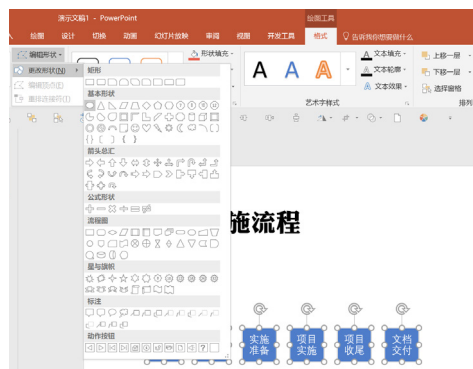 演示文稿1 - PowerPoint
绘图工具
绘图 设计 切换 动画 幻灯片放映 审阅 视图 开发工具 格式 告诉我你想要做什么
编辑形状 形状填充 文本填充 上移一层
更改形状(N) 文本轮廓 下移一层
编辑顶点(E) 文本效果 选择窗格
重排连接符(I)
A A A
艺术字样式 排列
矩形
基本形状
箭头总汇
公式形状
流程图
星与旗帜
标注
动作按钮
施流程
实施
准备
项目
实施
项目
收尾
文档
交付